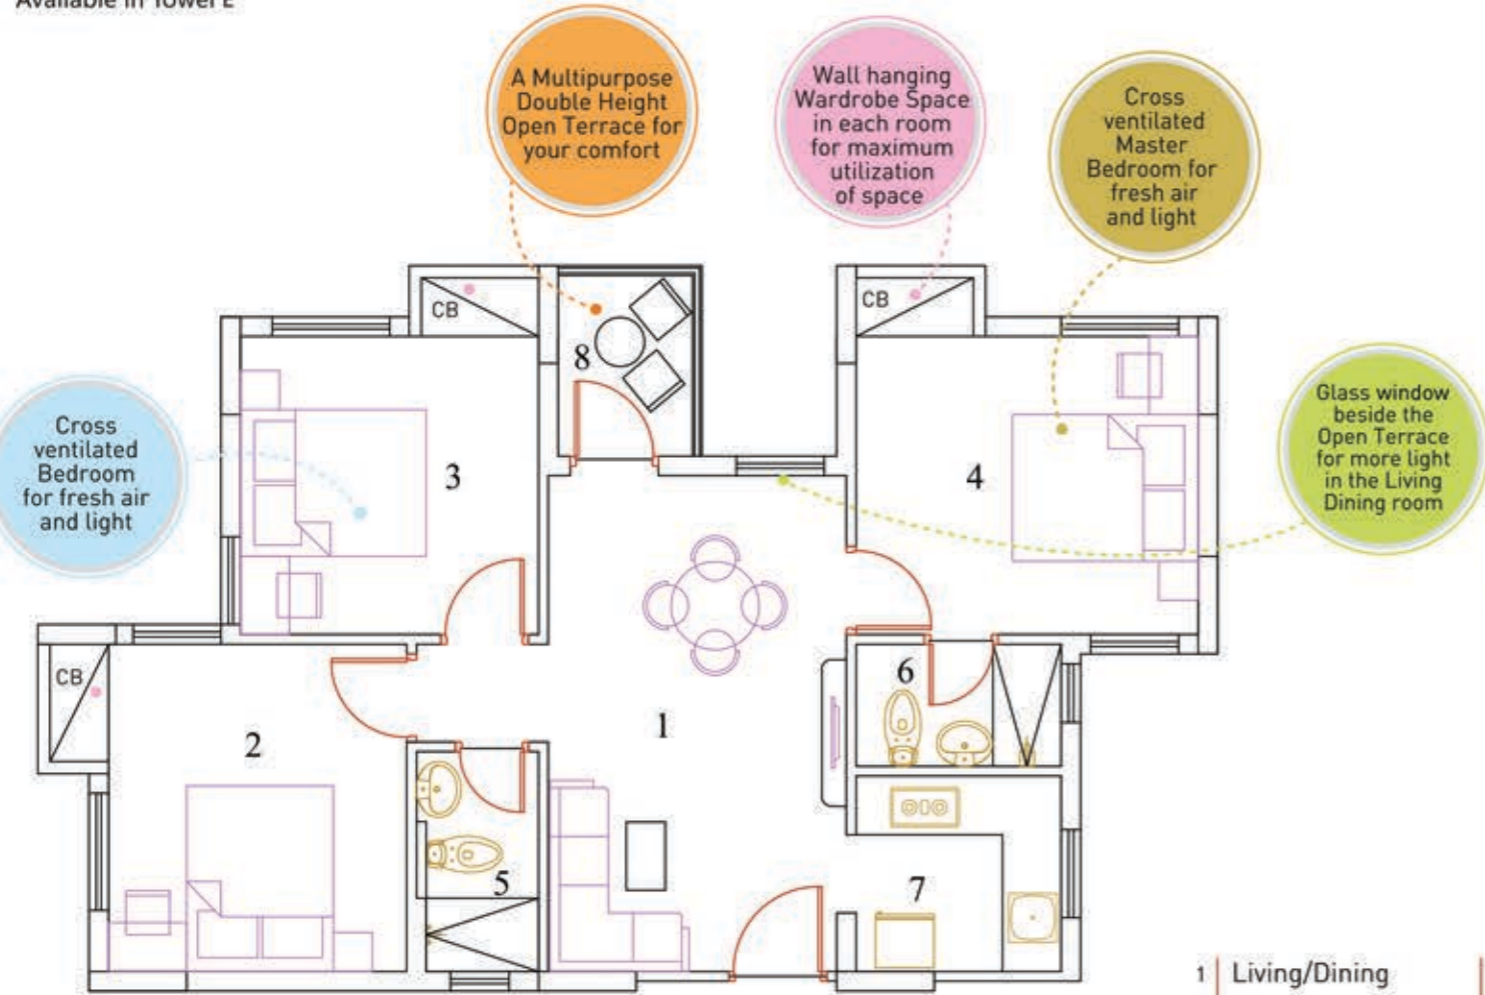 Available in Tower E
A Multipurpose
Double Height
Open Terrace for
your comfort
Wall hanging
Wardrobe Space
in each room
for maximum
utilization
of space
Cross
ventilated
Master
Bedroom for
fresh air
and light
CB
CB
8
Glass window
beside the
Open Terrace
for more light
in the Living
Dining room
Cross
ventilated
Bedroom
for fresh air
and light
3
4
CB
6
2
1
5
7
1 Living/Dining